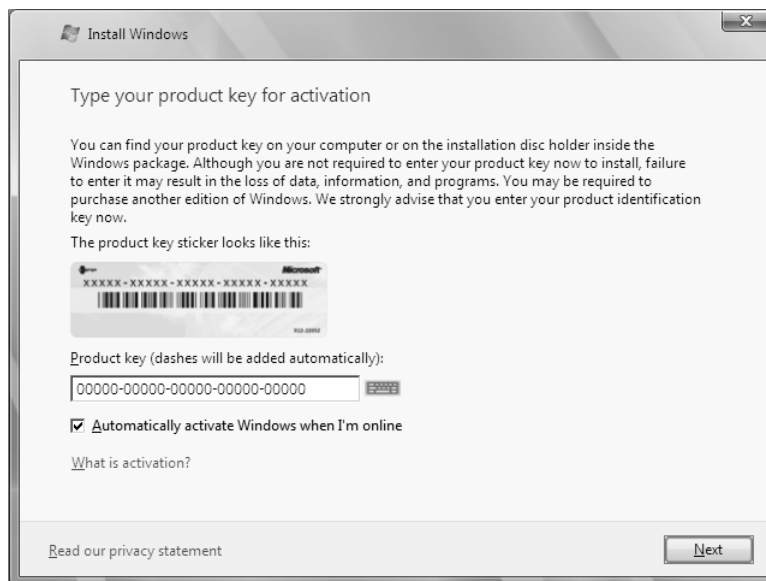 Install Windows
Type your product key for activation
You can find your product key on your computer or on the installation disc holder inside the
Windows package. Although you are not required to enter your product key now to install, failure
to enter it may result in the loss of data, information, and programs. You may be required to
purchase another edition of Windows. We strongly advise that you enter your product identification
key now.
The product key sticker looks like this:
Microsoft
XXXXX-XXXXX-XXXXX-XXXXX-XXXXX
Product key (dashes will be added automatically):
00000-00000-00000-00000-00000
Automatically activate Windows when I'm online
What is activation?
Read our privacy statement
Next